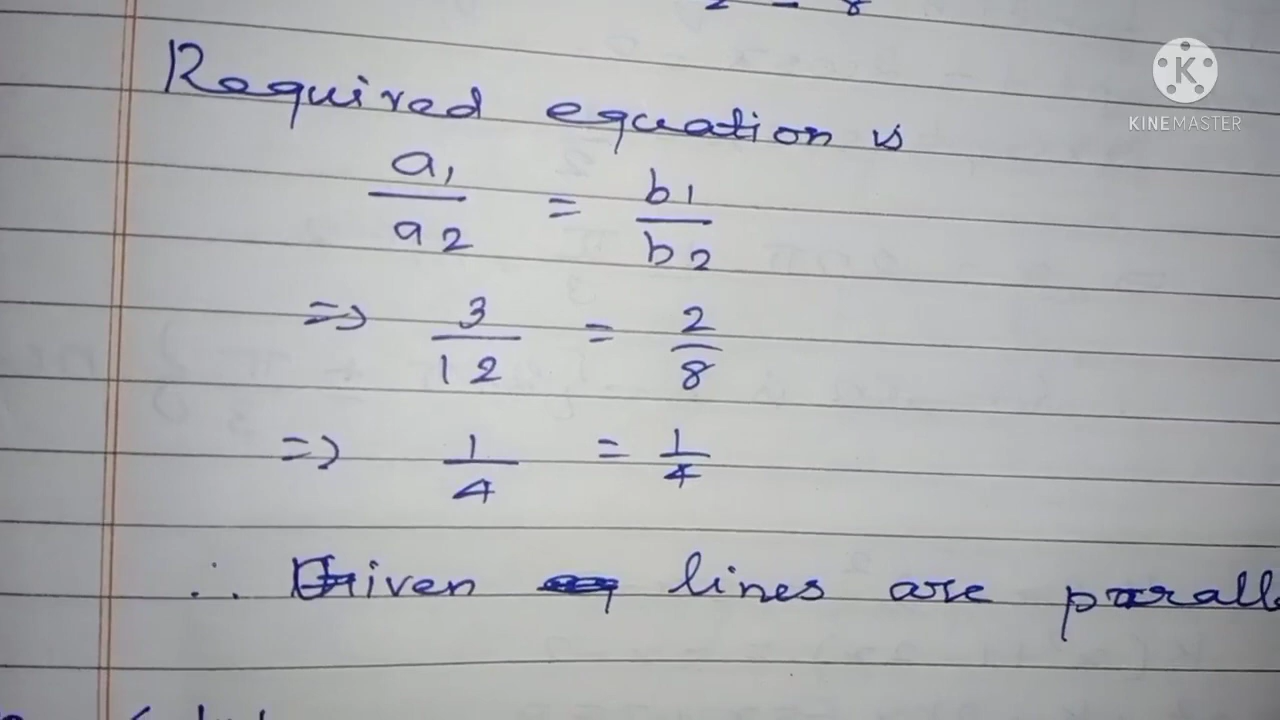 K
KINEMASTER
Required equation is
a₁/a₂ = b₁/b₂
=> 3/12 = 2/8
=> 1/4 = 1/4
∴ Given lines are parall